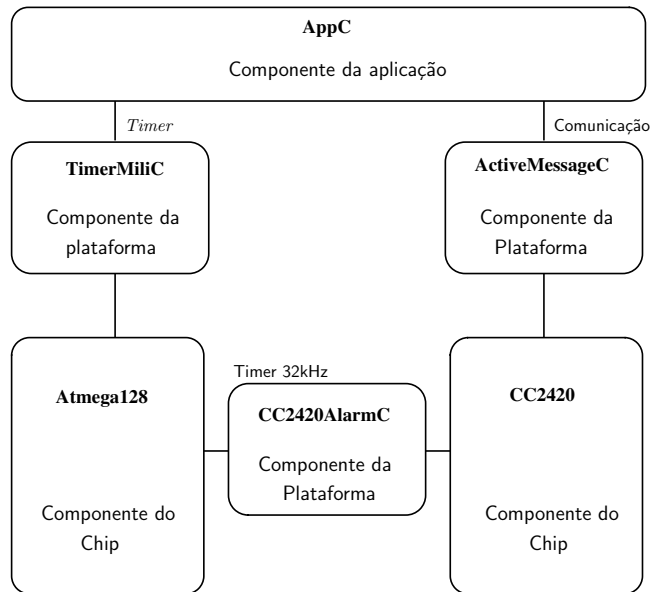 AppC
Componente da aplicação
Timer
Comunicação
TimerMiliC
Componente da
plataforma
ActiveMessageC
Componente da
Plataforma
Timer 32kHz
Atmega128
Componente do
Chip
CC2420AlarmC
Componente da
Plataforma
CC2420
Componente do
Chip